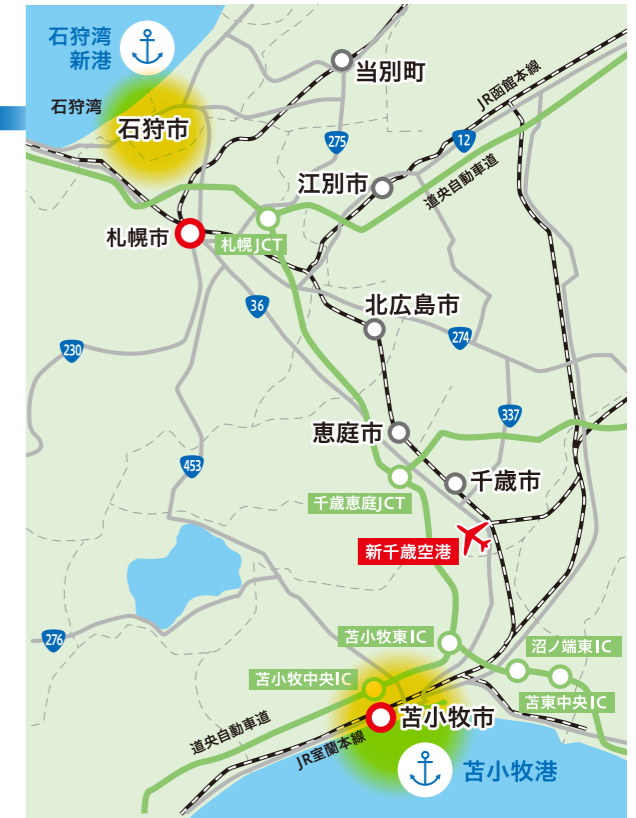 石狩湾
新港
当別町
石狩湾
石狩市
JR函館本線
275
12
江別市
道央自動車道
札幌市
札幌JCT
36
北広島市
274
230
337
恵庭市
453
千歳市
千歳恵庭JCT
新千歳空港
276
苫小牧東IC
沼ノ端東IC
苫小牧中央IC
苫東中央IC
苫小牧市
道央自動車道
JR室蘭本線
苫小牧港